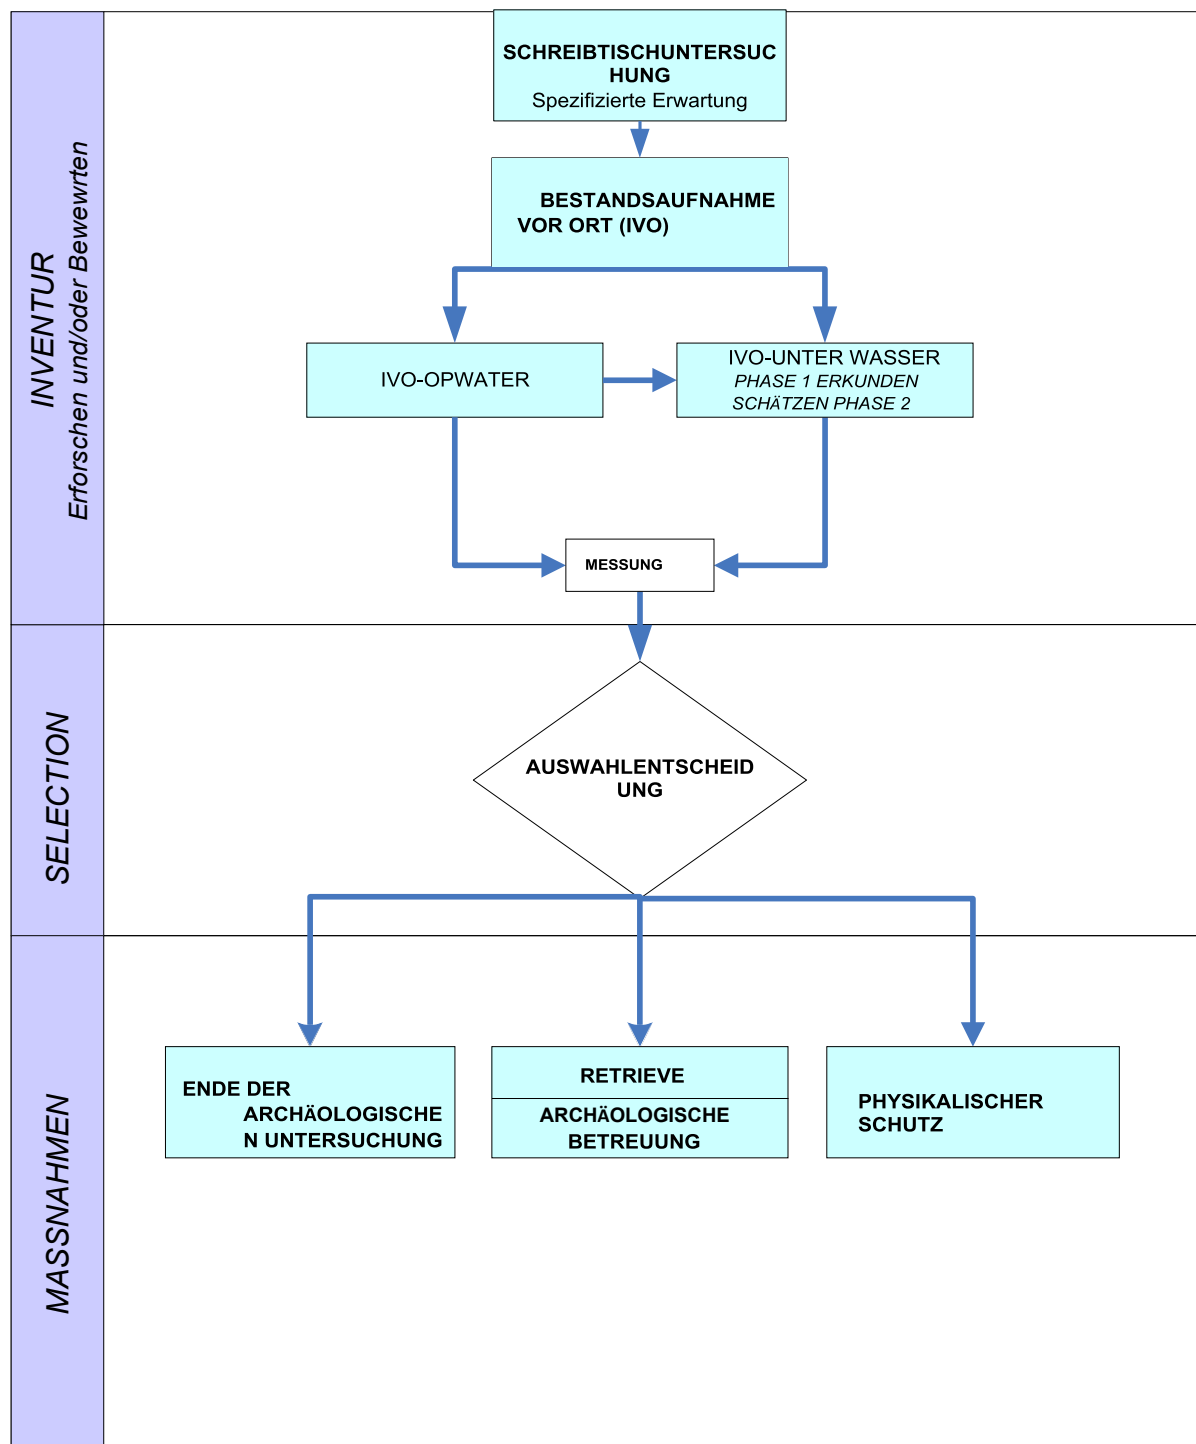 INVENTUR
Erforschen und/oder Bewewrten
SCHREIBTISCHUNTERSUC
HUNG
Spezifizierte Erwartung
BESTANDSAUFNAHME
VOR ORT (IVO)
IVO-OPWATER
IVO-UNTER WASSER
PHASE 1 ERKUNDEN
SCHÄTZEN PHASE 2
MESSUNG
SELECTION
AUSWAHLENTSCHEID
UNG
MASSNAHMEN
ENDE DER
ARCHÄOLOGISCHE
N UNTERSUCHUNG
RETRIEVE
ARCHÄOLOGISCHE
BETREUUNG
PHYSIKALISCHER
SCHUTZ